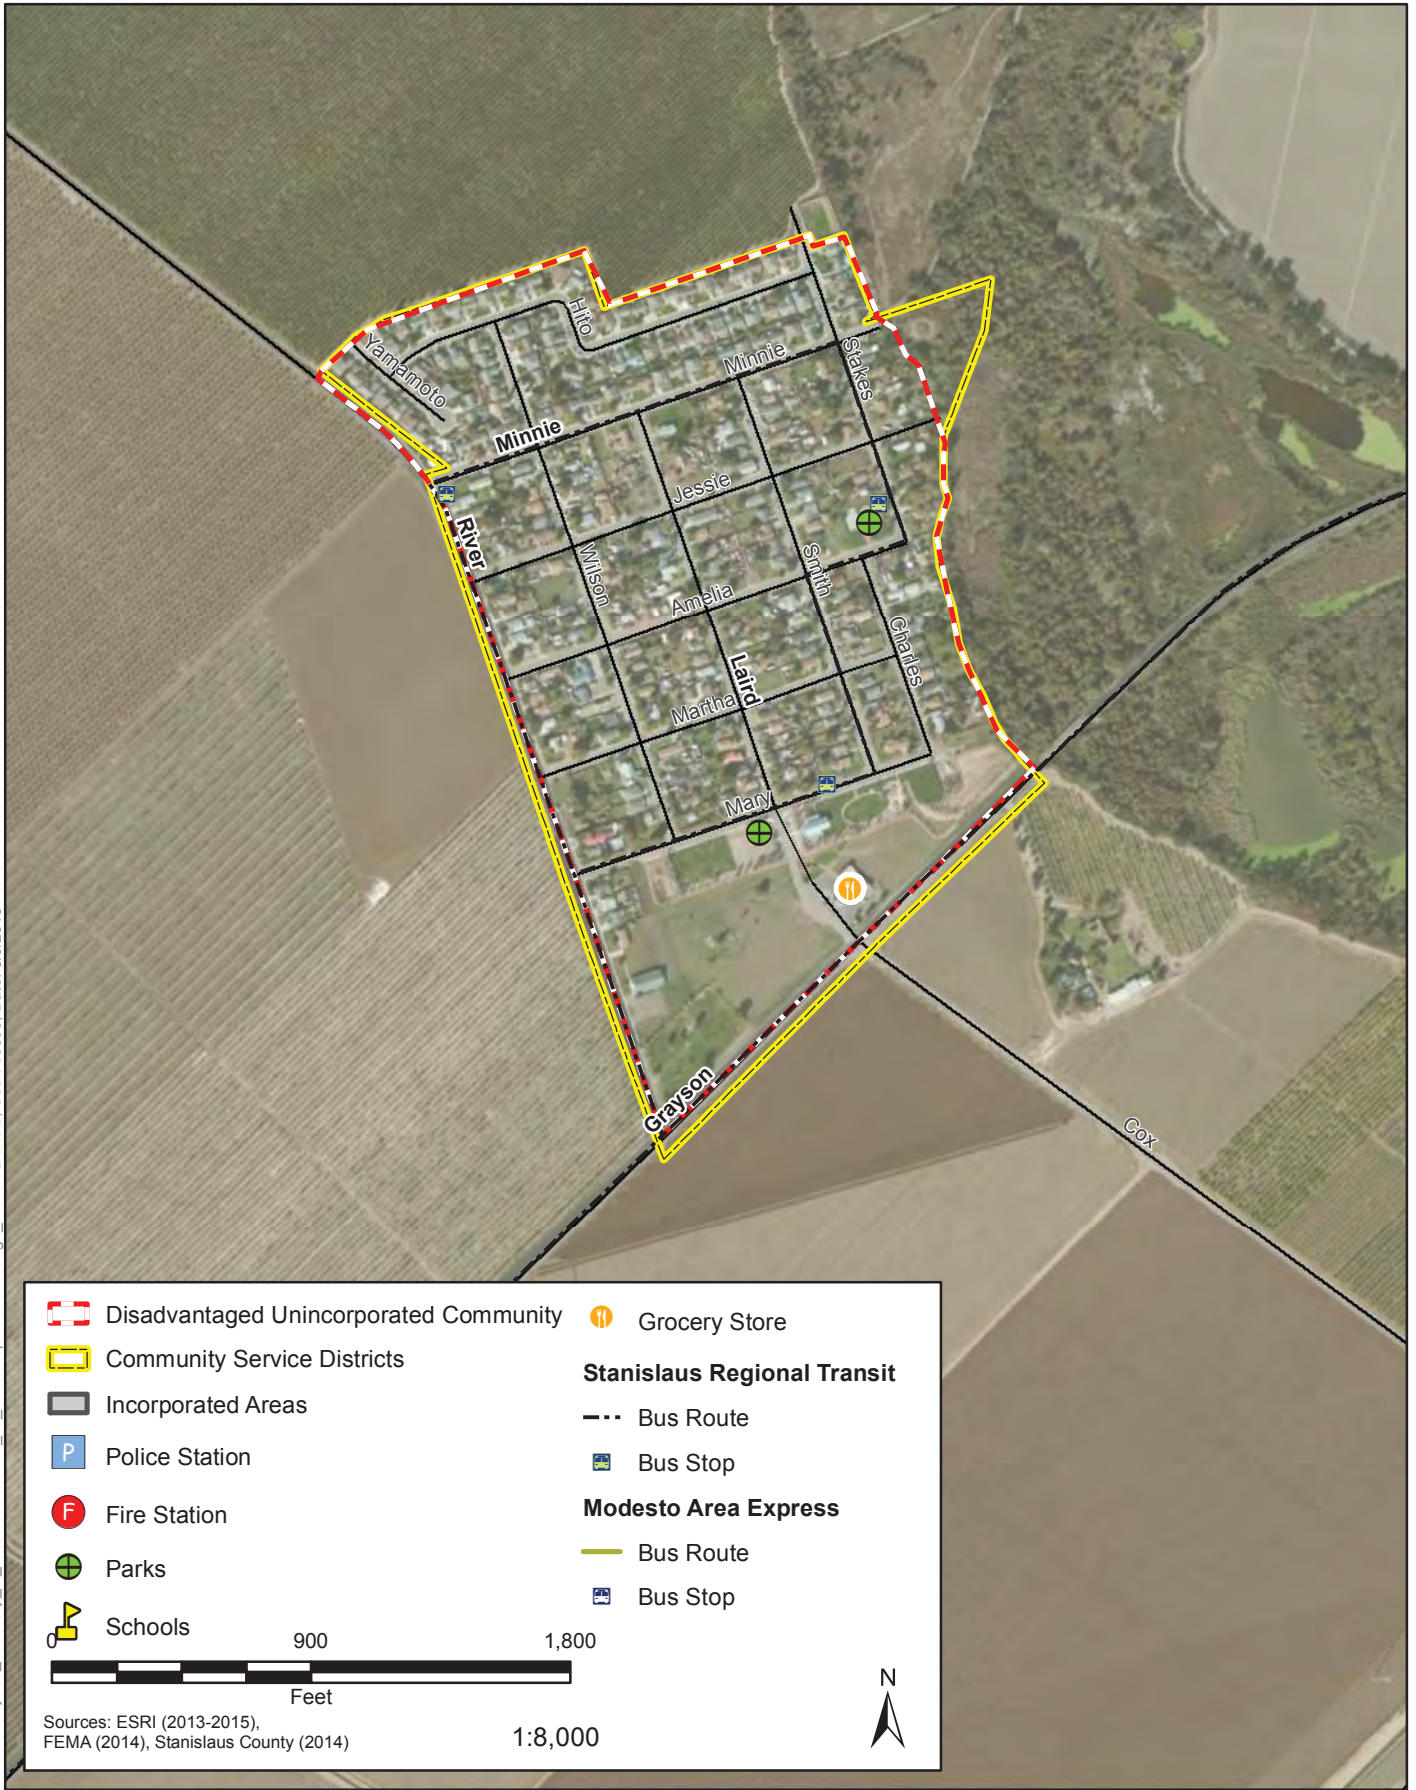 Hito
Yamamoto
Minnie
Stakes
Minnie
Jessie
River
Wilson
Smith
Amelia
Charles
Laird
Martha
Mary
Grayson
Cox
Disadvantaged Unincorporated Community
Community Service Districts
Incorporated Areas
P Police Station
F Fire Station
Parks
Schools
Grocery Store
Stanislaus Regional Transit
Bus Route
Bus Stop
Modesto Area Express
Bus Route
Bus Stop
0 900 1,800
Feet
Sources: ESRI (2013-2015),
FEMA (2014), Stanislaus County (2014)
1:8,000
N